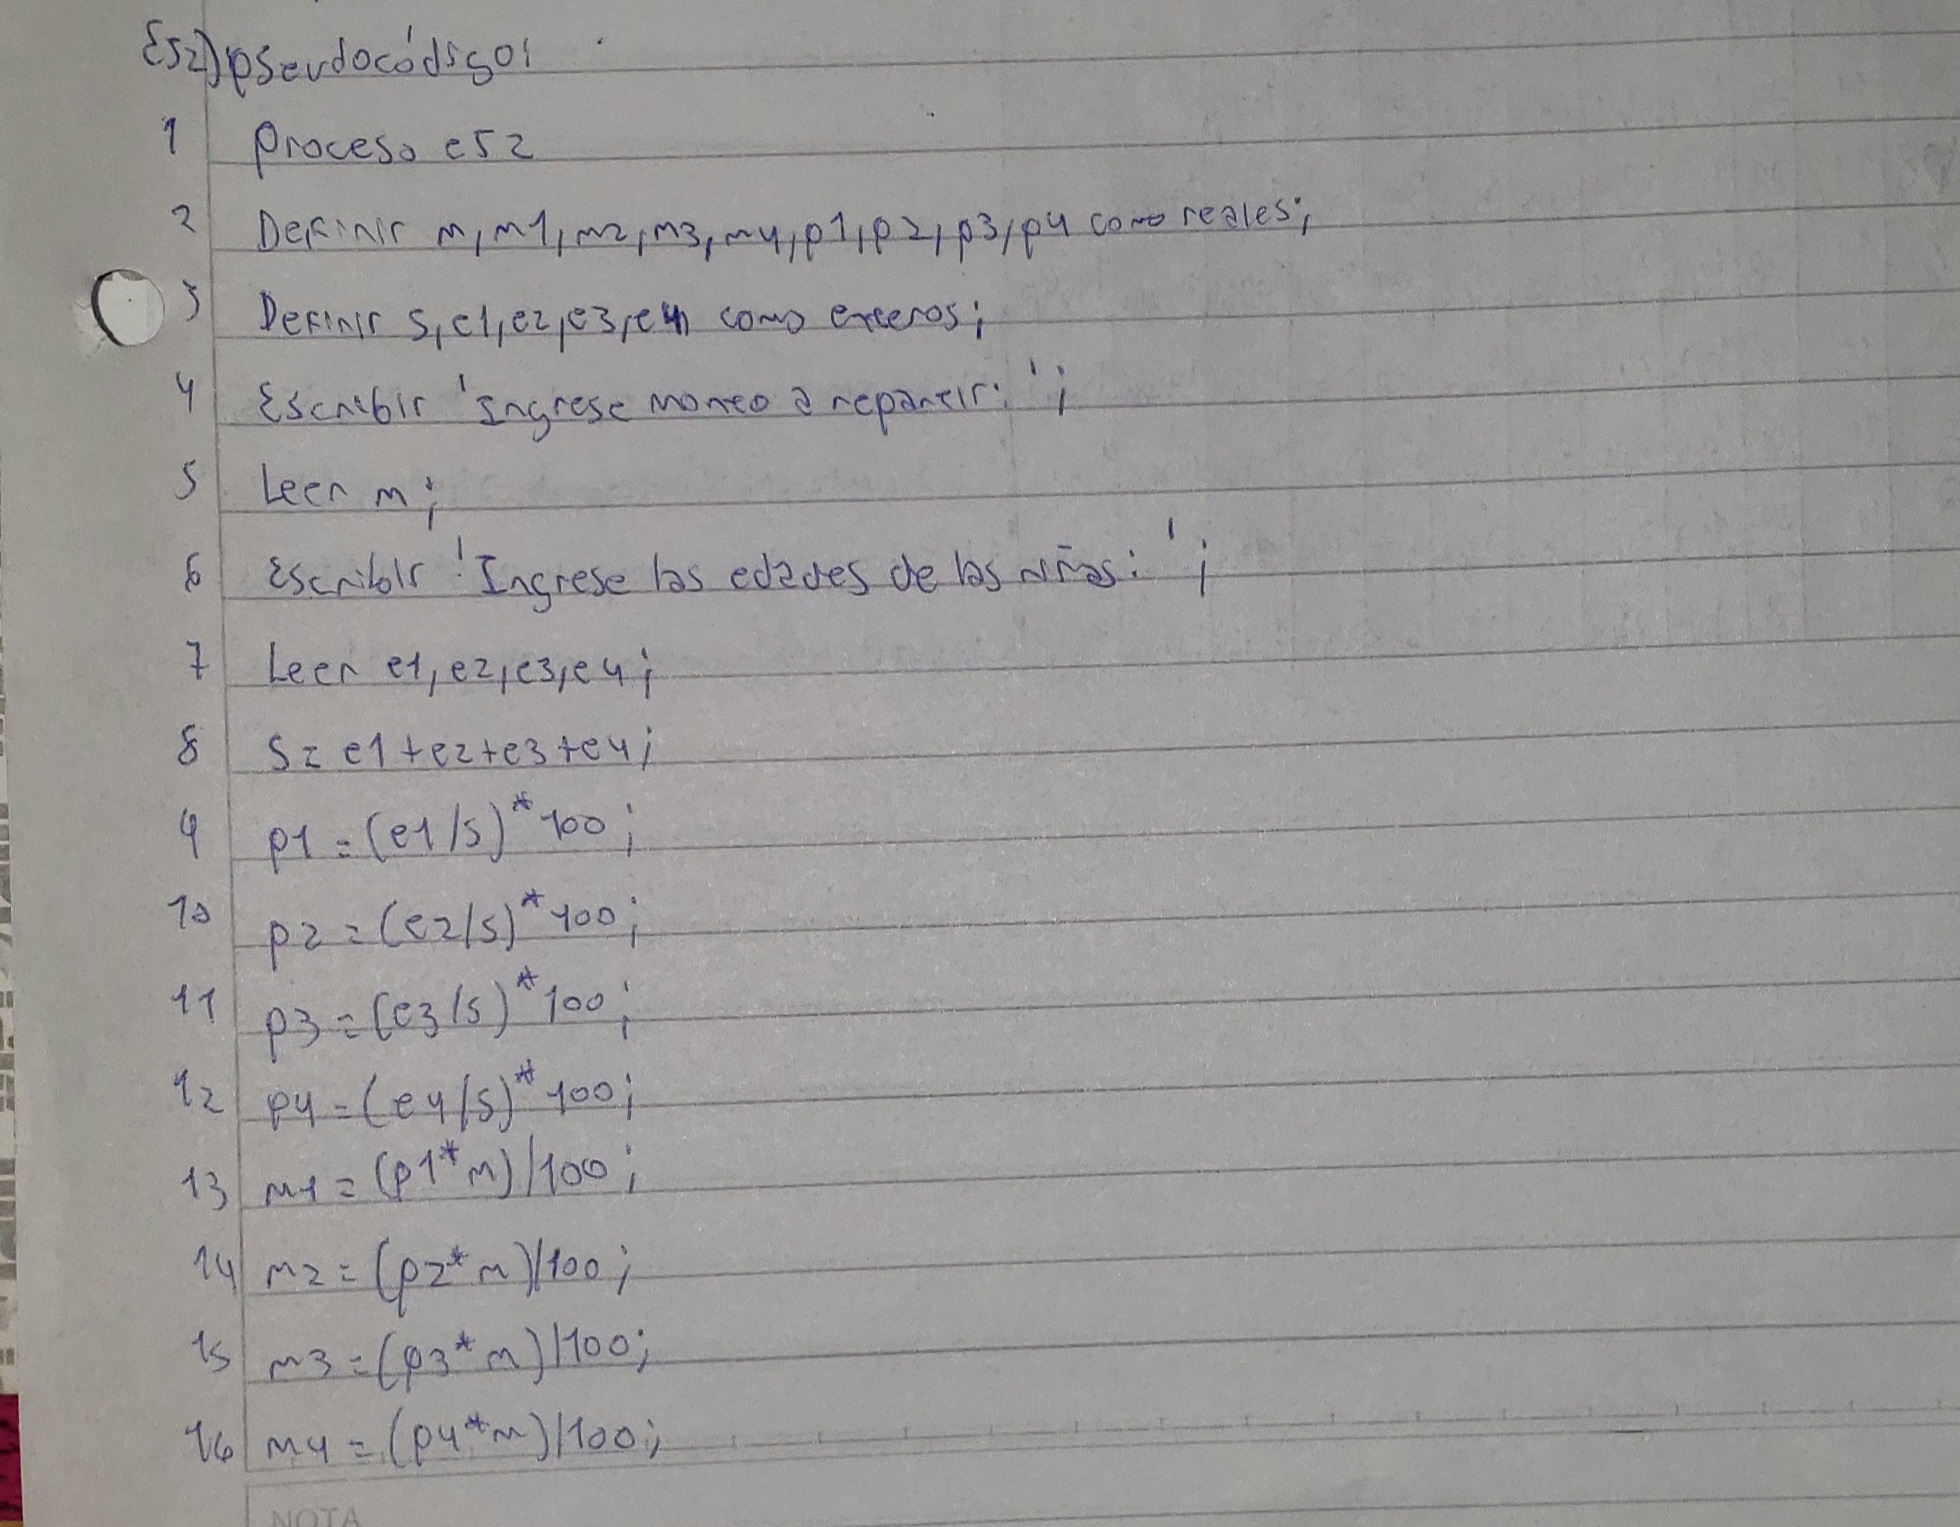 E52) pseudocódigo:
1 Proceso e52
2 Definir m,m1,m2,m3,m4,p1,p2,p3,p4 como reales;
3 Definir s,e1,e2,e3,e4 como enteros;
4 Escribir 'Ingrese monto a repartir: ';
5 Leer m;
6 Escribir 'Ingrese las edades de las niñas: ';
7 Leer e1,e2,e3,e4;
8 s=e1+e2+e3+e4;
9 p1=(e1/s)*100;
10 p2=(e2/s)*100;
11 p3=(e3/s)*100;
12 p4=(e4/s)*100;
13 m1=(p1*m)/100;
14 m2=(p2*m)/100;
15 m3=(p3*m)/100;
16 m4=(p4*m)/100;
NOTA